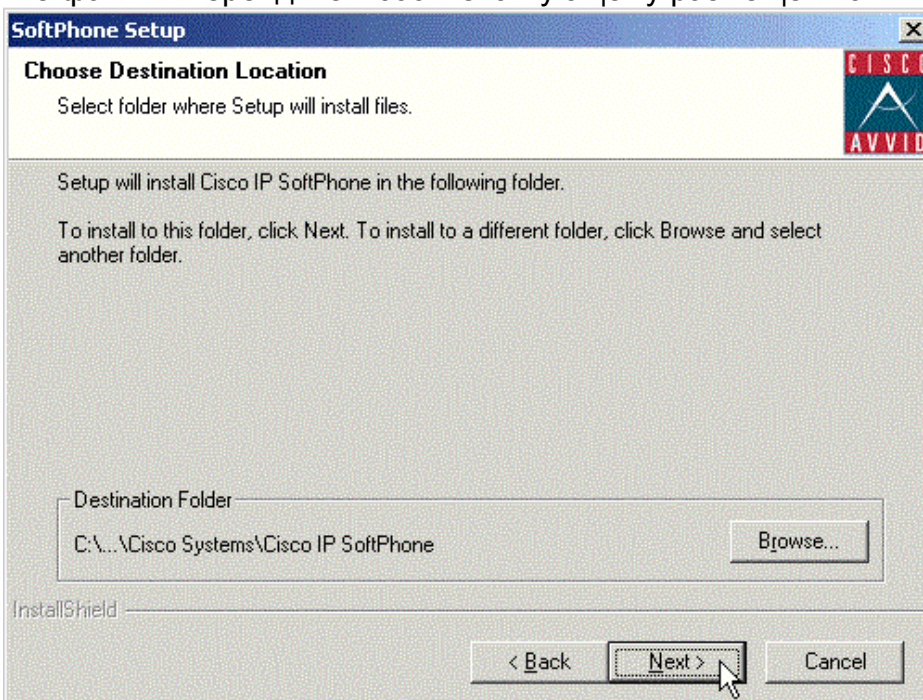 SoftPhone Setup
Choose Destination Location
Select folder where Setup will install files.
CISCO
AVVID
Setup will install Cisco IP SoftPhone in the following folder.
To install to this folder, click Next. To install to a different folder, click Browse and select
another folder.
Destination Folder
C:\...\Cisco Systems\Cisco IP SoftPhone
Browse...
InstallShield
< Back
Next >
Cancel